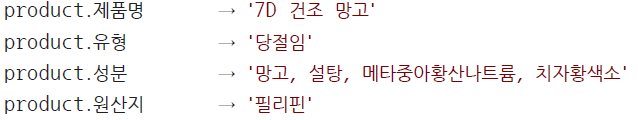 product.제품명 → '7D 건조 망고'
product.유형 → '당절임'
product.성분 → '망고, 설탕, 메타중아황산나트륨, 치자황색소'
product.원산지 → '필리핀'